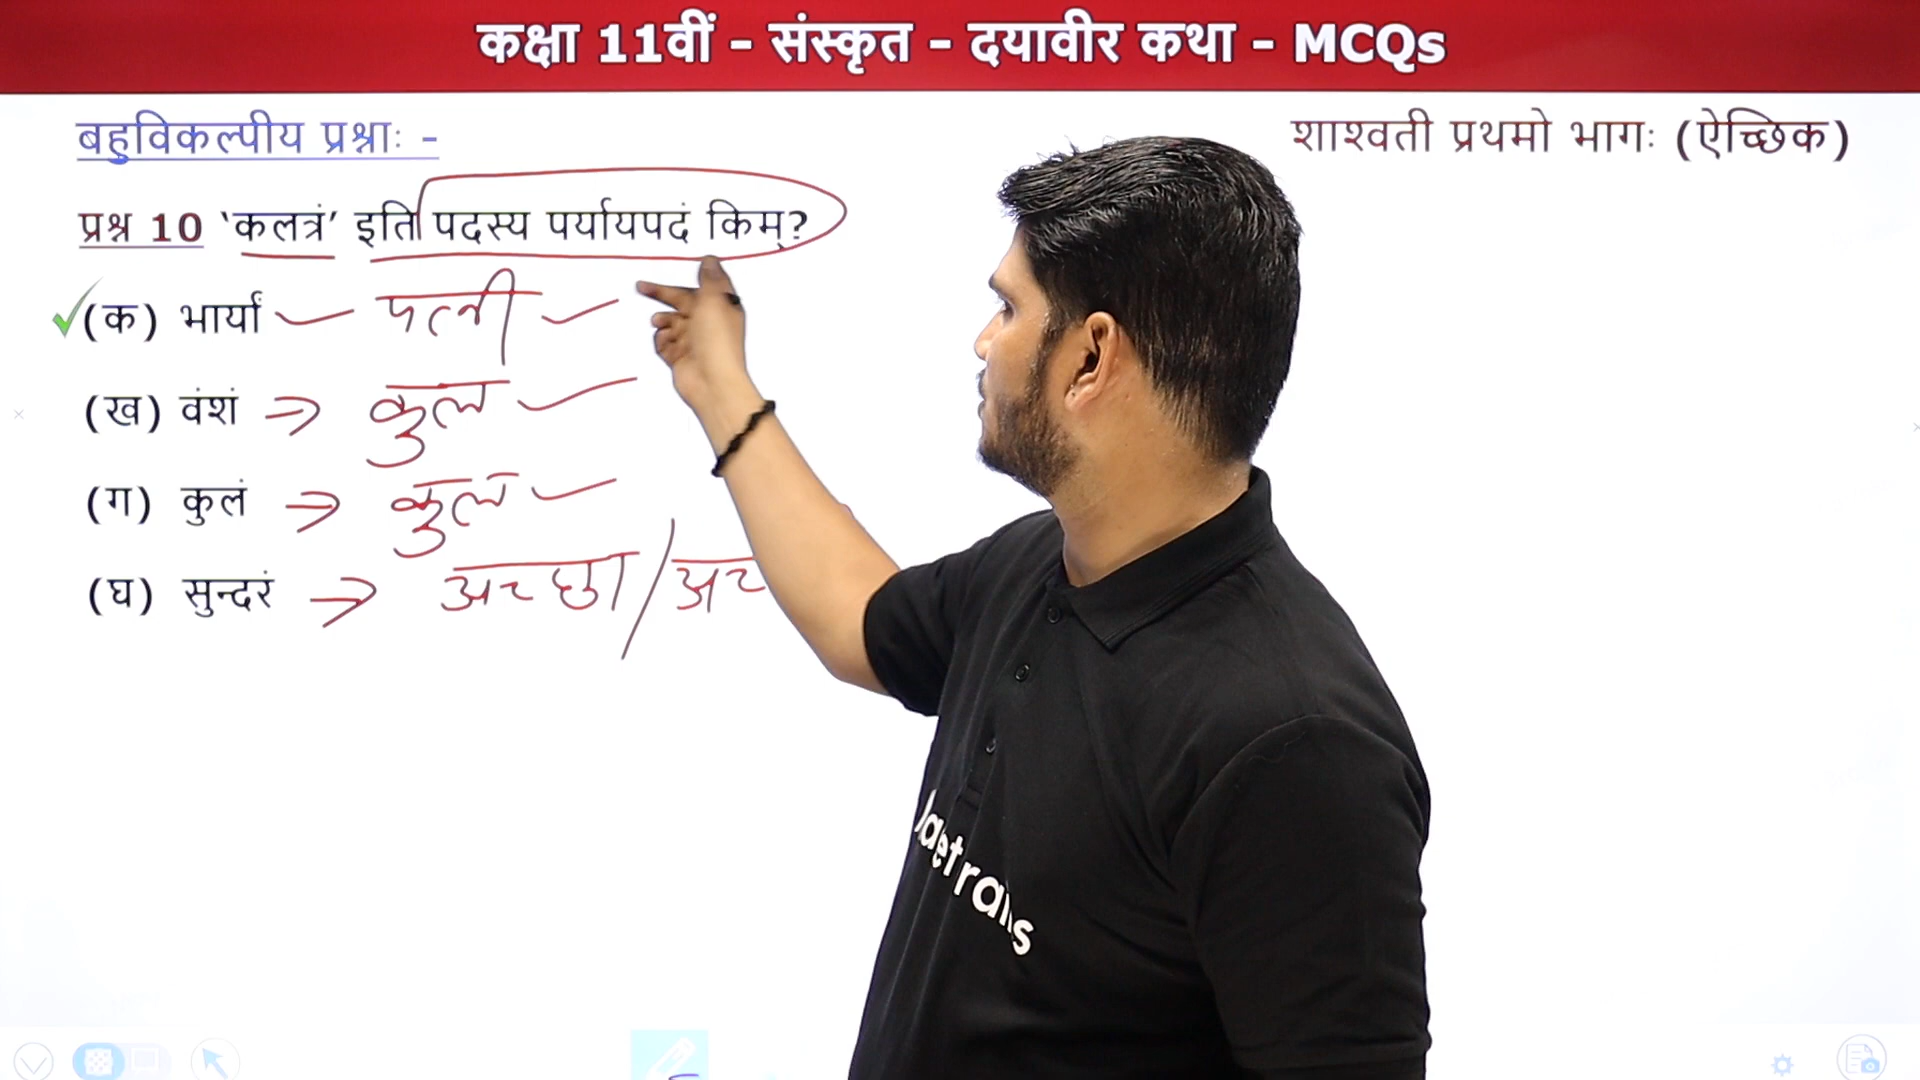 कक्षा 11वीं - संस्कृत - दयावीर कथा - MCQs
बहुविकल्पीय प्रश्नाः -
शाश्वती प्रथमो भागः (ऐच्छिक)
प्रश्न 10 ‘कलत्रं’ इति पदस्य पर्यायपदं किम्?
(क) भार्यां पत्नी
(ख) वंशं कुल
(ग) कुलं कुल
(घ) सुन्दरं अच्छा / अच